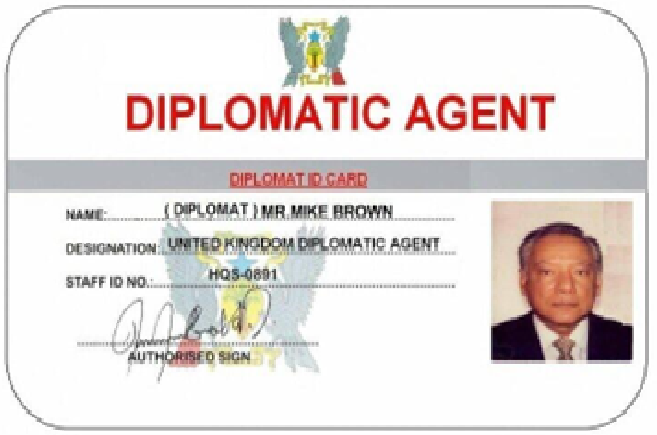 DIPLOMATIC AGENT
DIPLOMAT ID CARD
NAME: ( DIPLOMAT ) MR.MIKE BROWN
DESIGNATION: UNITED KINGDOM DIPLOMATIC AGENT
STAFF ID NO.: HQS-0891
AUTHORISED SIGN